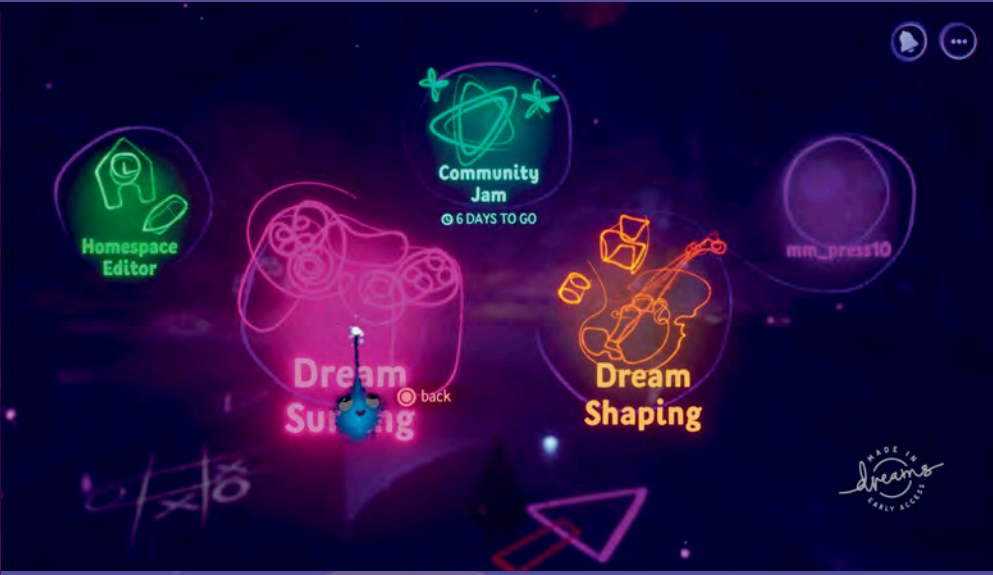 Community
Jam
6 DAYS TO GO
Homespace
Editor
mm_press10
Dream
back
Dream
Shaping
MADE IN
dreams
EARLY ACCESS